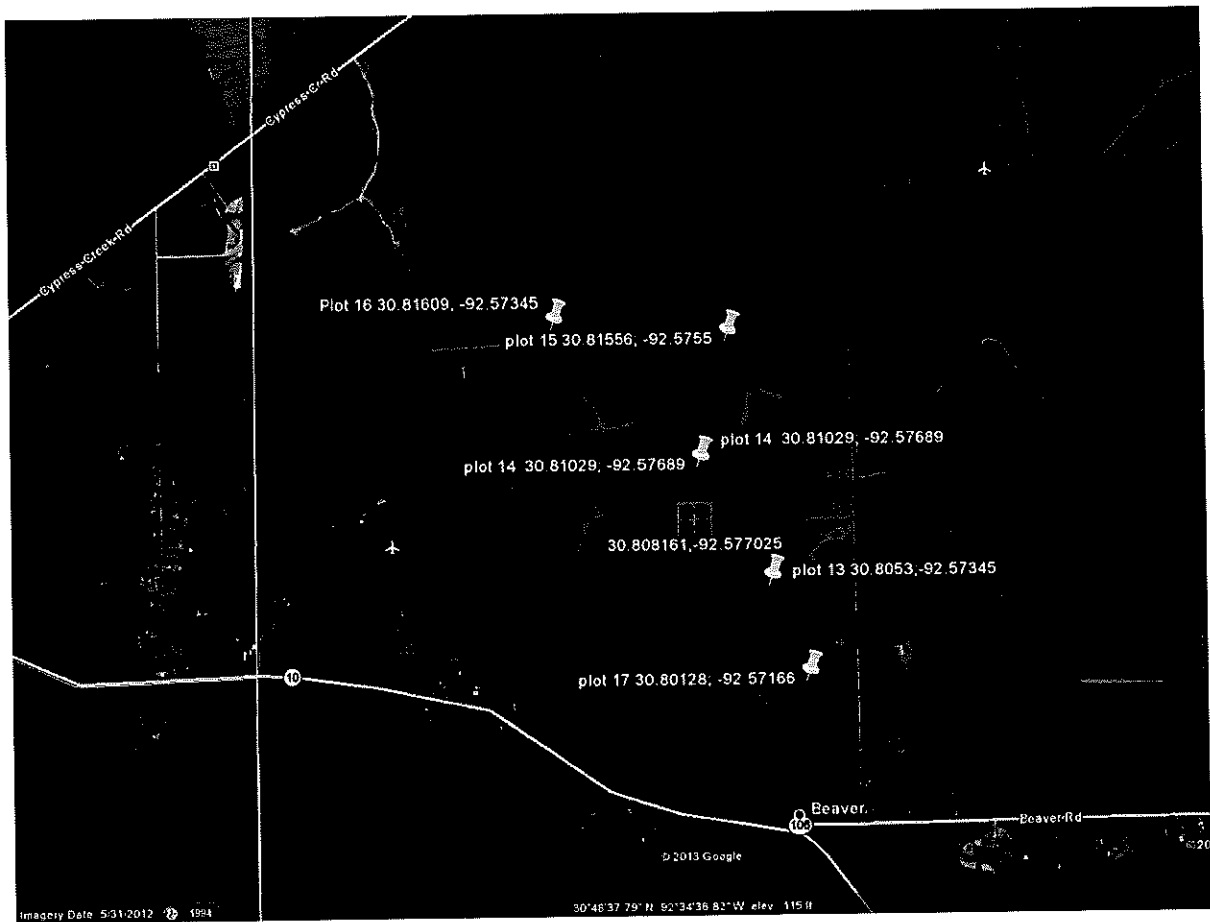 Cypress-Cr-Rd
Cypress-Creek-Rd
Plot 16 30.81609, -92.57345
plot 15 30.81556; -92.5755
plot 14 30.81029; -92.57689
plot 14 30.81029; -92.57689
30.808161,-92.577025
plot 13 30.8053,-92.57345
plot 17 30.80128; -92 57166
10
Beaver
106
Beaver Rd
© 2013 Google
20
Imagery Date 5/31/2012 1994
30°48'37 79" N 92°34'36 82" W elev 115 ft